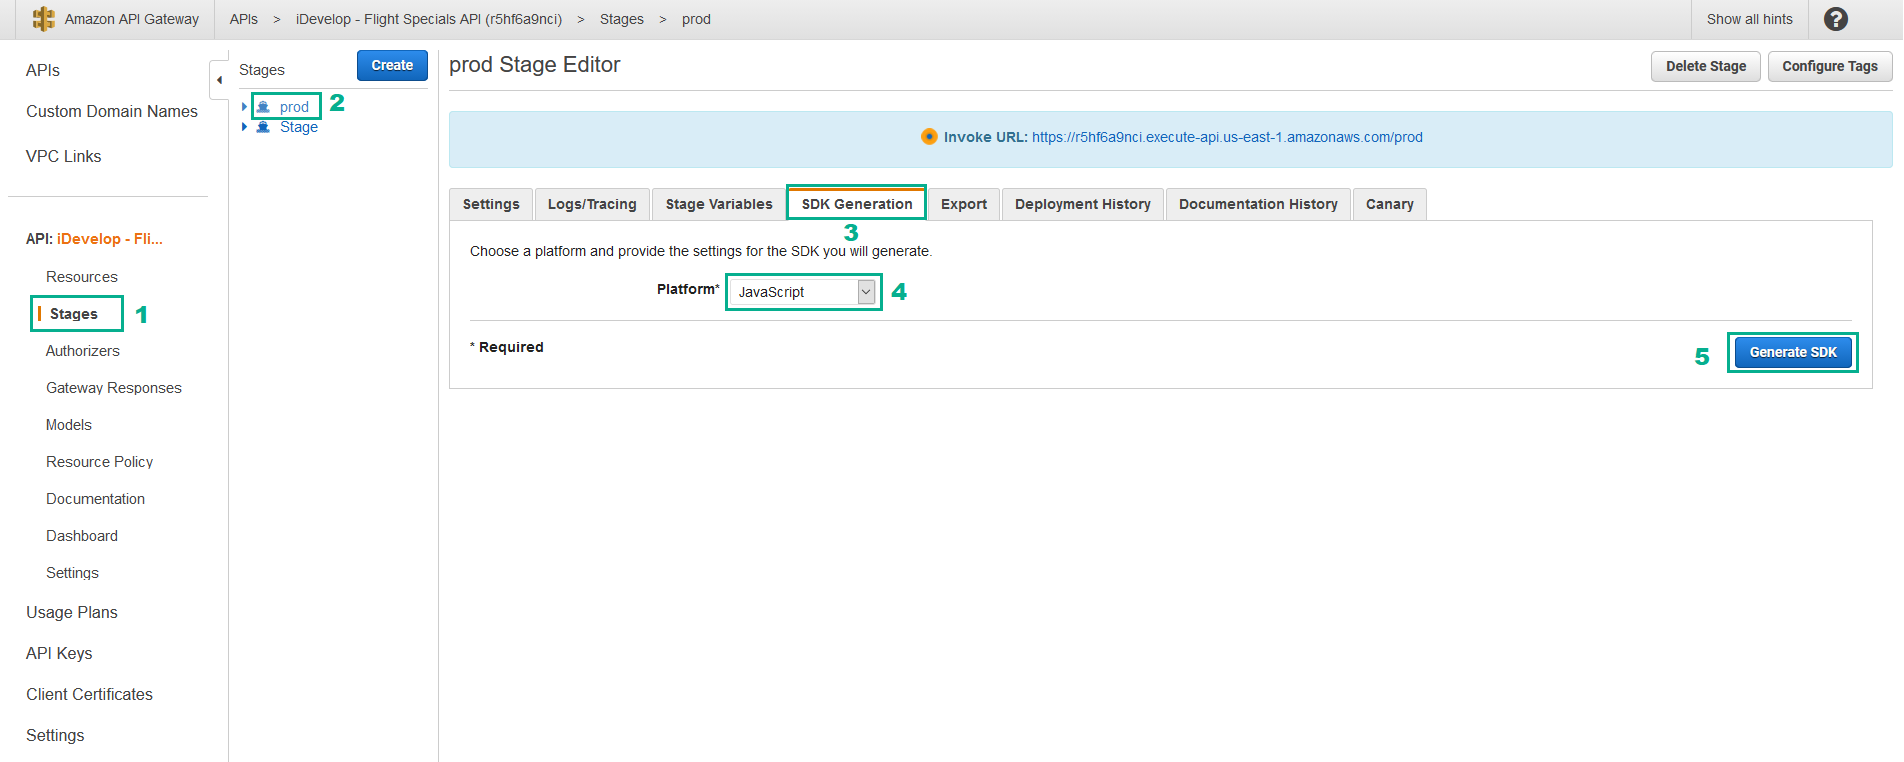 Amazon API Gateway
APIs > iDevelop - Flight Specials API (r5hf6a9nci) > Stages > prod
Show all hints
?
APIs
Custom Domain Names
VPC Links
API: iDevelop - Fli...
Resources
Stages
1
Authorizers
Gateway Responses
Models
Resource Policy
Documentation
Dashboard
Settings
Usage Plans
API Keys
Client Certificates
Settings
Stages
Create
prod
2
Stage
prod Stage Editor
Delete Stage
Configure Tags
Invoke URL: https://r5hf6a9nci.execute-api.us-east-1.amazonaws.com/prod
Settings
Logs/Tracing
Stage Variables
SDK Generation
Export
Deployment History
Documentation History
Canary
3
Choose a platform and provide the settings for the SDK you will generate.
Platform* JavaScript
4
* Required
5
Generate SDK